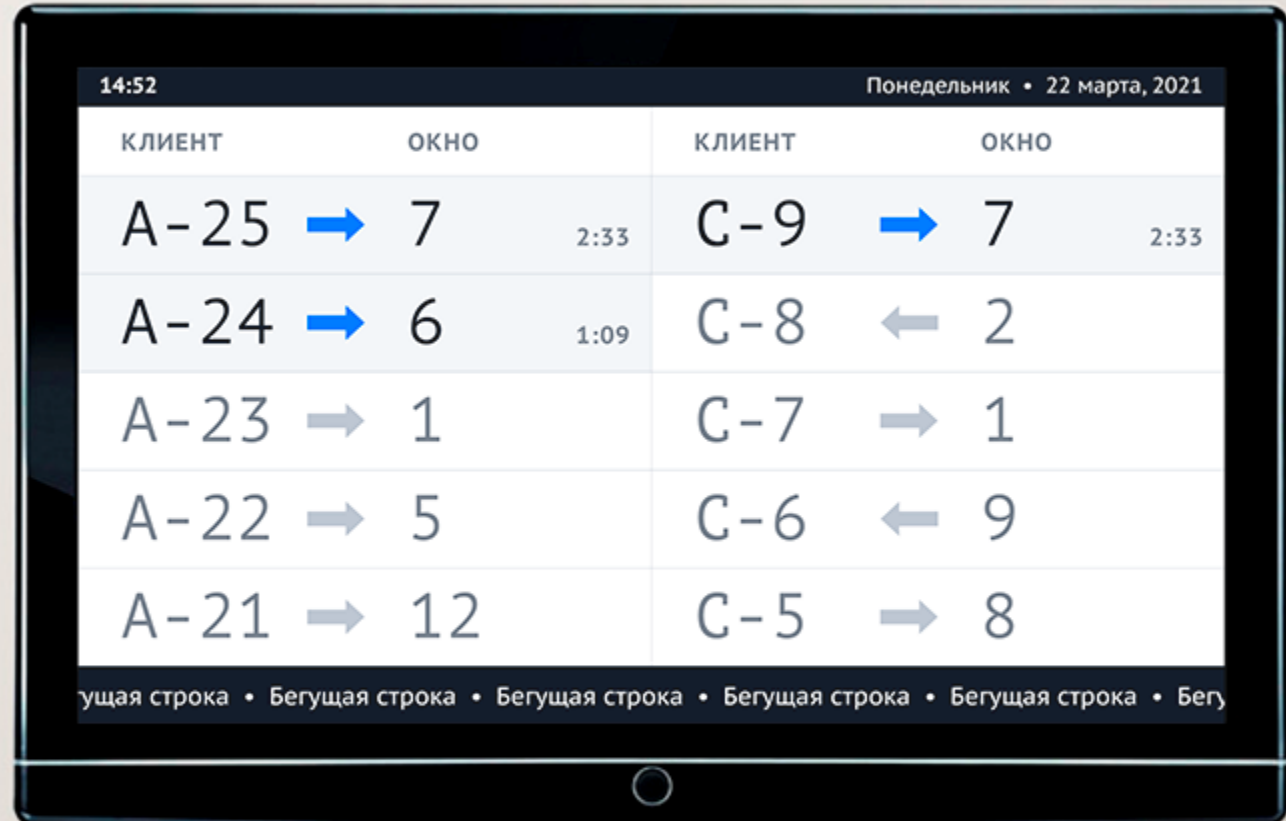 14:52 Понедельник • 22 марта, 2021
КЛИЕНТ ОКНО КЛИЕНТ ОКНО
А-25 → 7 2:33 С-9 → 7 2:33
А-24 → 6 1:09 С-8 ← 2
А-23 → 1 С-7 → 1
А-22 → 5 С-6 ← 9
А-21 → 12 С-5 → 8
гущая строка • Бегущая строка • Бегущая строка • Бегущая строка • Бегущая строка • Бегу